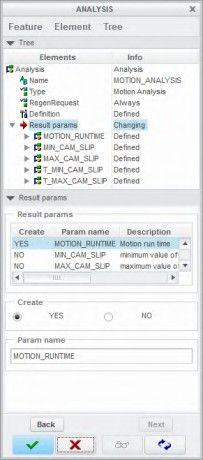 ANALYSIS
Feature Element Tree
Tree
Elements Info
Analysis Analysis
Name MOTION_ANALYSIS
Type Motion Analysis
RegenRequest Always
Definition Defined
Result params Changing
MOTION_RUNTIME Defined
MIN_CAM_SLIP Defined
MAX_CAM_SLIP Defined
T_MIN_CAM_SLIP Defined
T_MAX_CAM_SLIP Defined
Result params
Result params
Create Param name Description
YES MOTION_RUNTIME Motion run time
NO MIN_CAM_SLIP minimum value of
NO MAX_CAM_SLIP maximum value of
Create
YES NO
Param name
MOTION_RUNTIME
Back Next